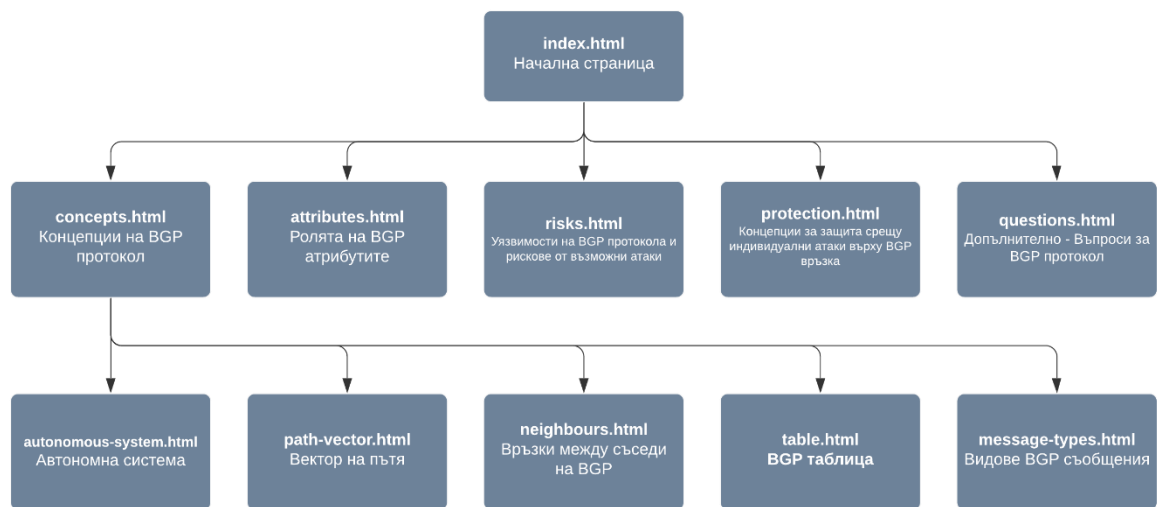 index.html
Начална страница
concepts.html
Концепции на BGP
протокол
attributes.html
Ролята на BGP
атрибутите
risks.html
Уязвимости на BGP протокола и
рискове от възможни атаки
protection.html
Концепции за защита срещу
индивидуални атаки върху BGP
връзка
questions.html
Допълнително - Въпроси за
BGP протокол
autonomous-system.html
Автономна система
path-vector.html
Вектор на пътя
neighbours.html
Връзки между съседи
на BGP
table.html
BGP таблица
message-types.html
Видове BGP съобщения